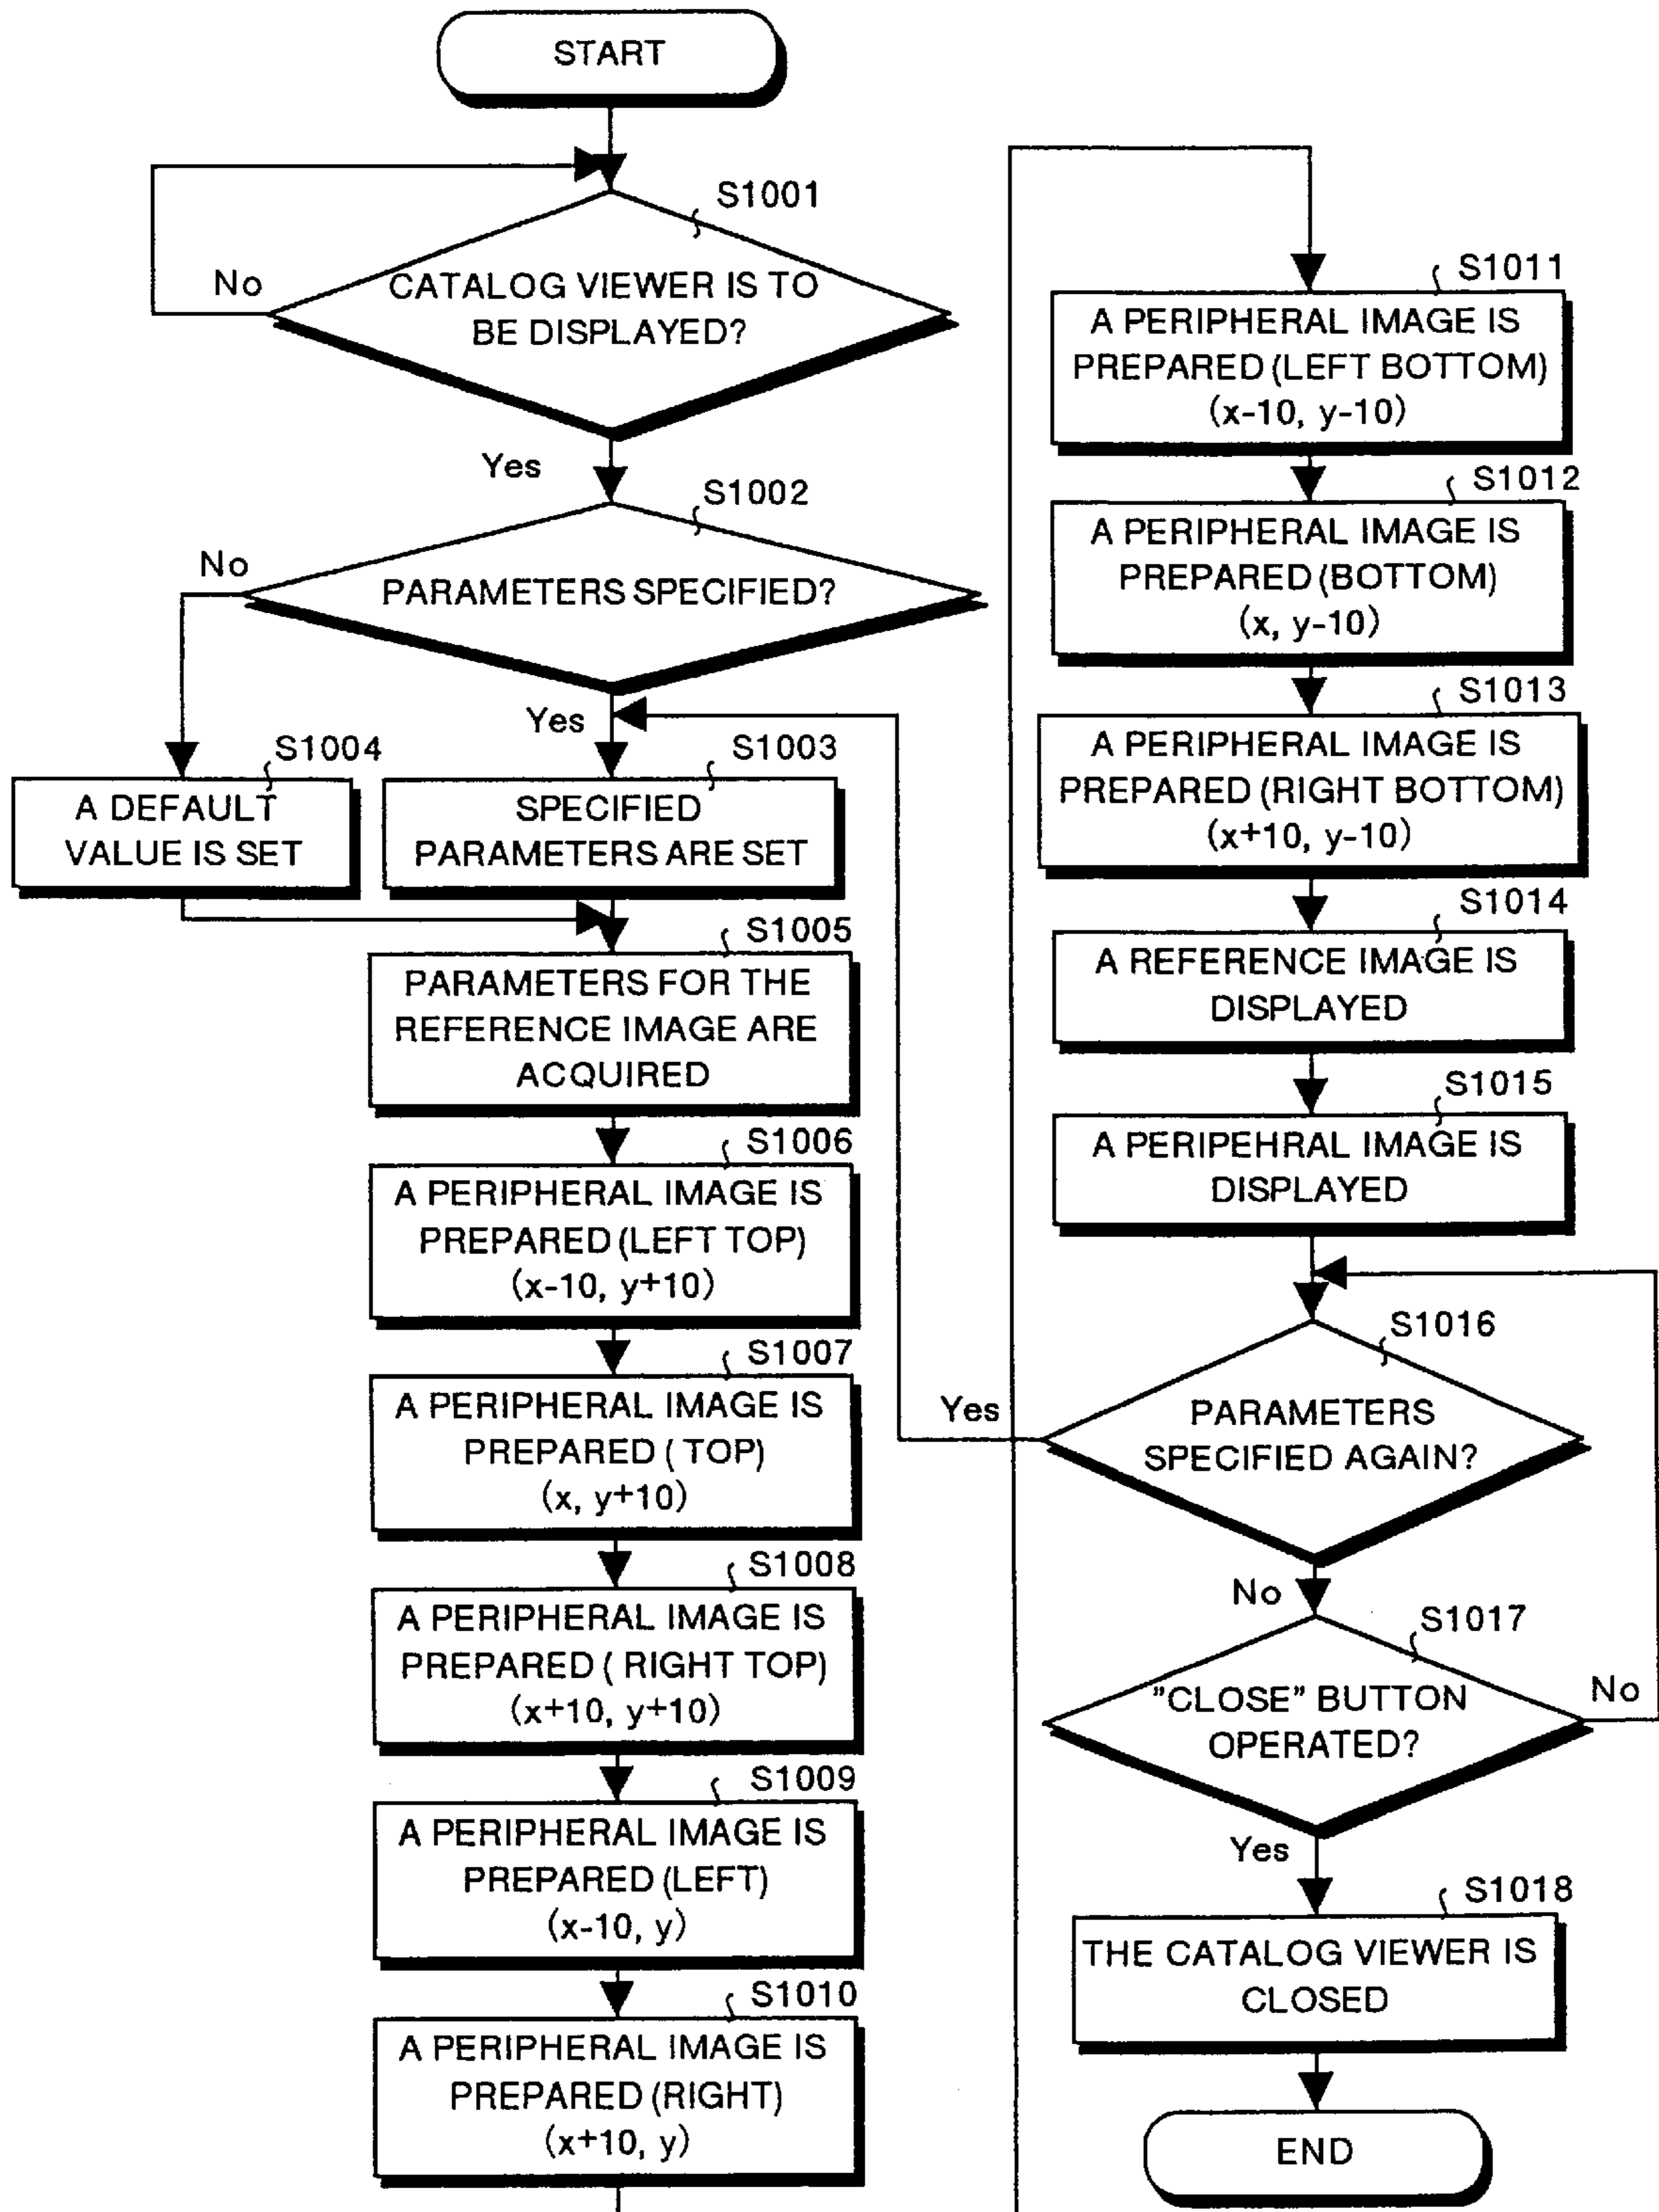 START
S1001
No
CATALOG VIEWER IS TO
BE DISPLAYED?
Yes
S1002
No
PARAMETERS SPECIFIED?
Yes
S1004
A DEFAULT
VALUE IS SET
S1003
SPECIFIED
PARAMETERS ARE SET
S1005
PARAMETERS FOR THE
REFERENCE IMAGE ARE
ACQUIRED
S1006
A PERIPHERAL IMAGE IS
PREPARED (LEFT TOP)
(x-10, y+10)
S1007
A PERIPHERAL IMAGE IS
PREPARED ( TOP)
(x, y+10)
S1008
A PERIPHERAL IMAGE IS
PREPARED ( RIGHT TOP)
(x+10, y+10)
S1009
A PERIPHERAL IMAGE IS
PREPARED (LEFT)
(x-10, y)
S1010
A PERIPHERAL IMAGE IS
PREPARED (RIGHT)
(x+10, y)
S1011
A PERIPHERAL IMAGE IS
PREPARED (LEFT BOTTOM)
(x-10, y-10)
S1012
A PERIPHERAL IMAGE IS
PREPARED (BOTTOM)
(x, y-10)
S1013
A PERIPHERAL IMAGE IS
PREPARED (RIGHT BOTTOM)
(x+10, y-10)
S1014
A REFERENCE IMAGE IS
DISPLAYED
S1015
A PERIPEHRAL IMAGE IS
DISPLAYED
S1016
Yes
PARAMETERS
SPECIFIED AGAIN?
No
S1017
"CLOSE" BUTTON
OPERATED?
No
Yes
S1018
THE CATALOG VIEWER IS
CLOSED
END